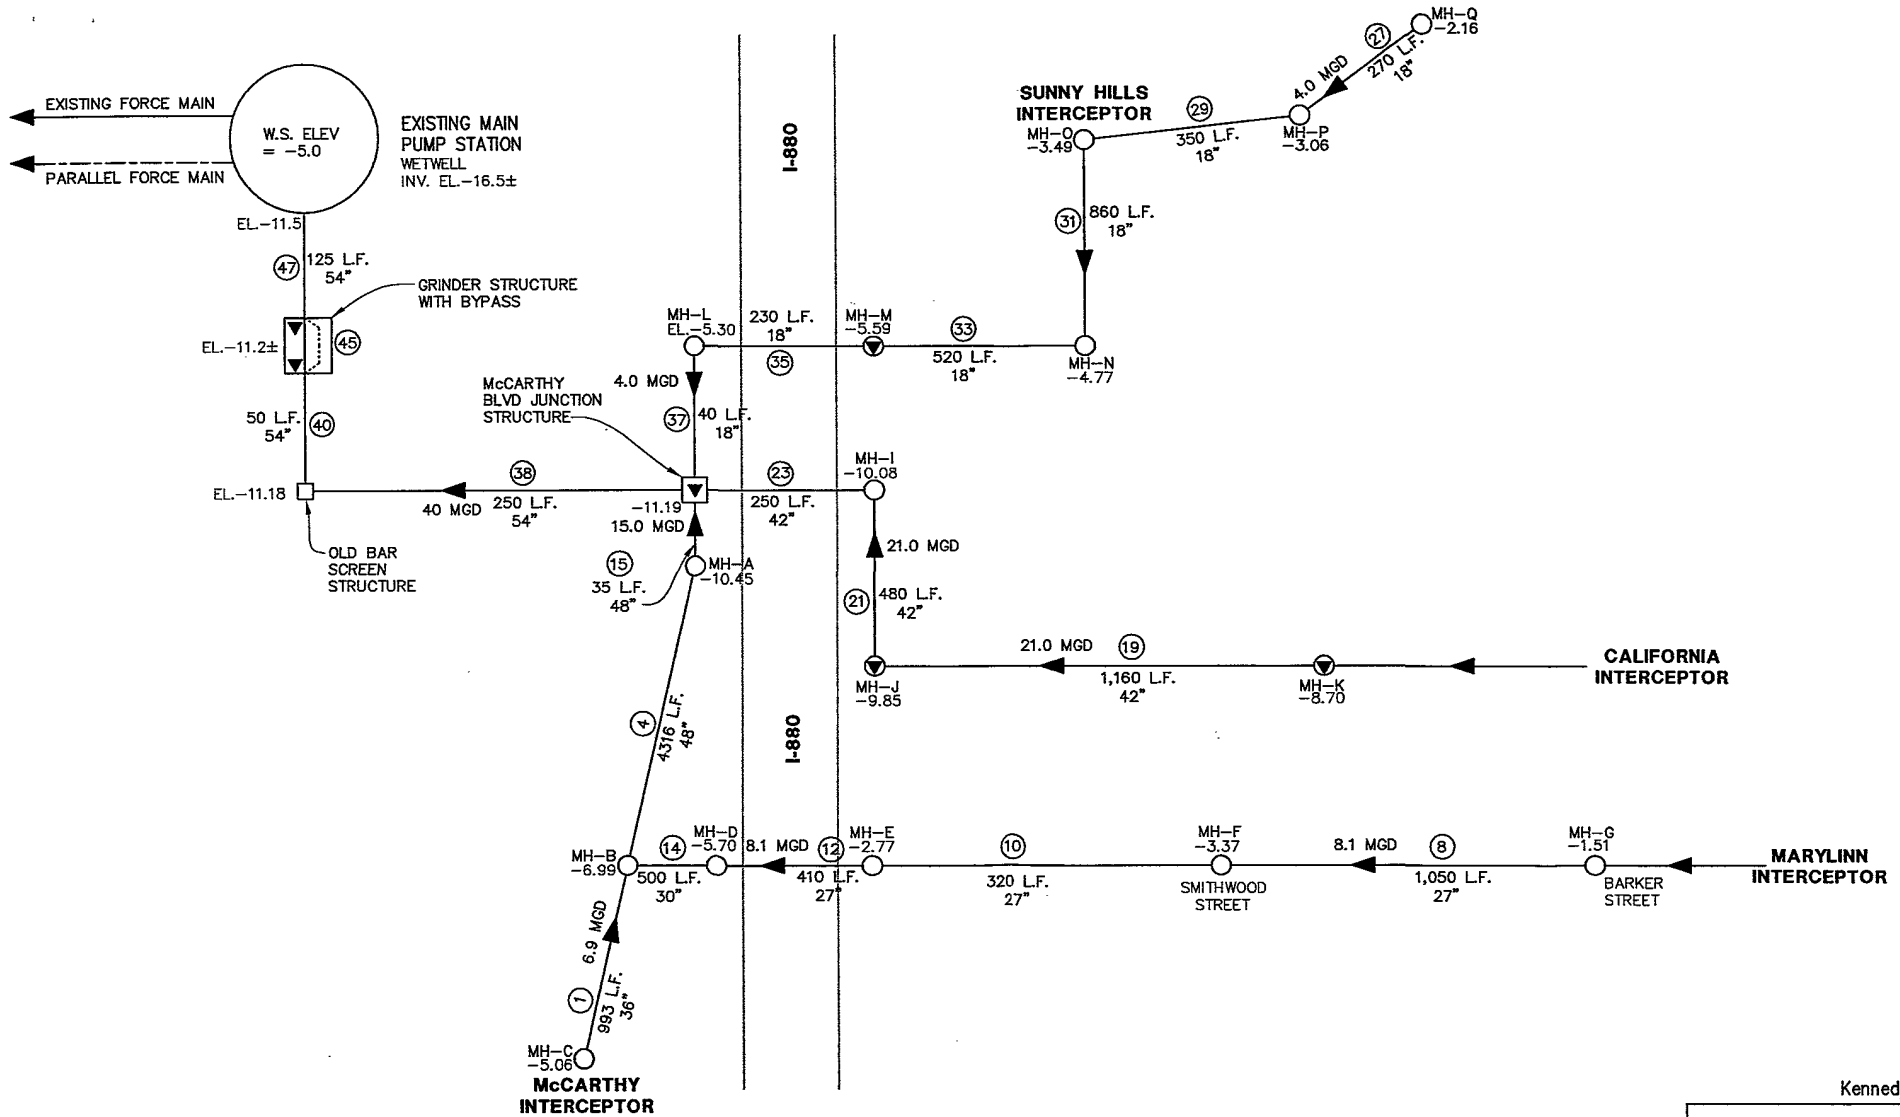 MH-Q
-2.16
27
270 L.F.
18"
4.0 MGD
SUNNY HILLS
INTERCEPTOR
29
350 L.F.
18"
MH-P
-3.06
MH-O
-3.49
31
860 L.F.
18"
EXISTING FORCE MAIN
PARALLEL FORCE MAIN
W.S. ELEV
= -5.0
EXISTING MAIN
PUMP STATION
WETWELL
INV. EL.-16.5±
I-880
EL.-11.5
47
125 L.F.
54"
GRINDER STRUCTURE
WITH BYPASS
EL.-11.2±
45
MH-L
EL.-5.30
230 L.F.
18"
35
MH-M
-5.59
33
520 L.F.
18"
MH-N
-4.77
McCARTHY
BLVD JUNCTION
STRUCTURE
4.0 MGD
37
40 L.F.
18"
50 L.F.
54"
40
EL.-11.18
38
40 MGD
250 L.F.
54"
-11.19
23
250 L.F.
42"
MH-I
-10.08
OLD BAR
SCREEN
STRUCTURE
15.0 MGD
15
35 L.F.
48"
MH-A
-10.45
21.0 MGD
21
480 L.F.
42"
21.0 MGD
19
1,160 L.F.
42"
MH-J
-9.85
MH-K
-8.70
CALIFORNIA
INTERCEPTOR
4
4316 L.F.
48"
I-880
MH-B
-6.99
14
500 L.F.
30"
MH-D
-5.70
8.1 MGD
12
410 L.F.
27"
MH-E
-2.77
10
320 L.F.
27"
MH-F
-3.37
SMITHWOOD
STREET
8.1 MGD
8
1,050 L.F.
27"
MH-G
-1.51
BARKER
STREET
MARYLINN
INTERCEPTOR
6.9 MGD
1
993 L.F.
36"
MH-C
-5.06
McCARTHY
INTERCEPTOR
Kenned